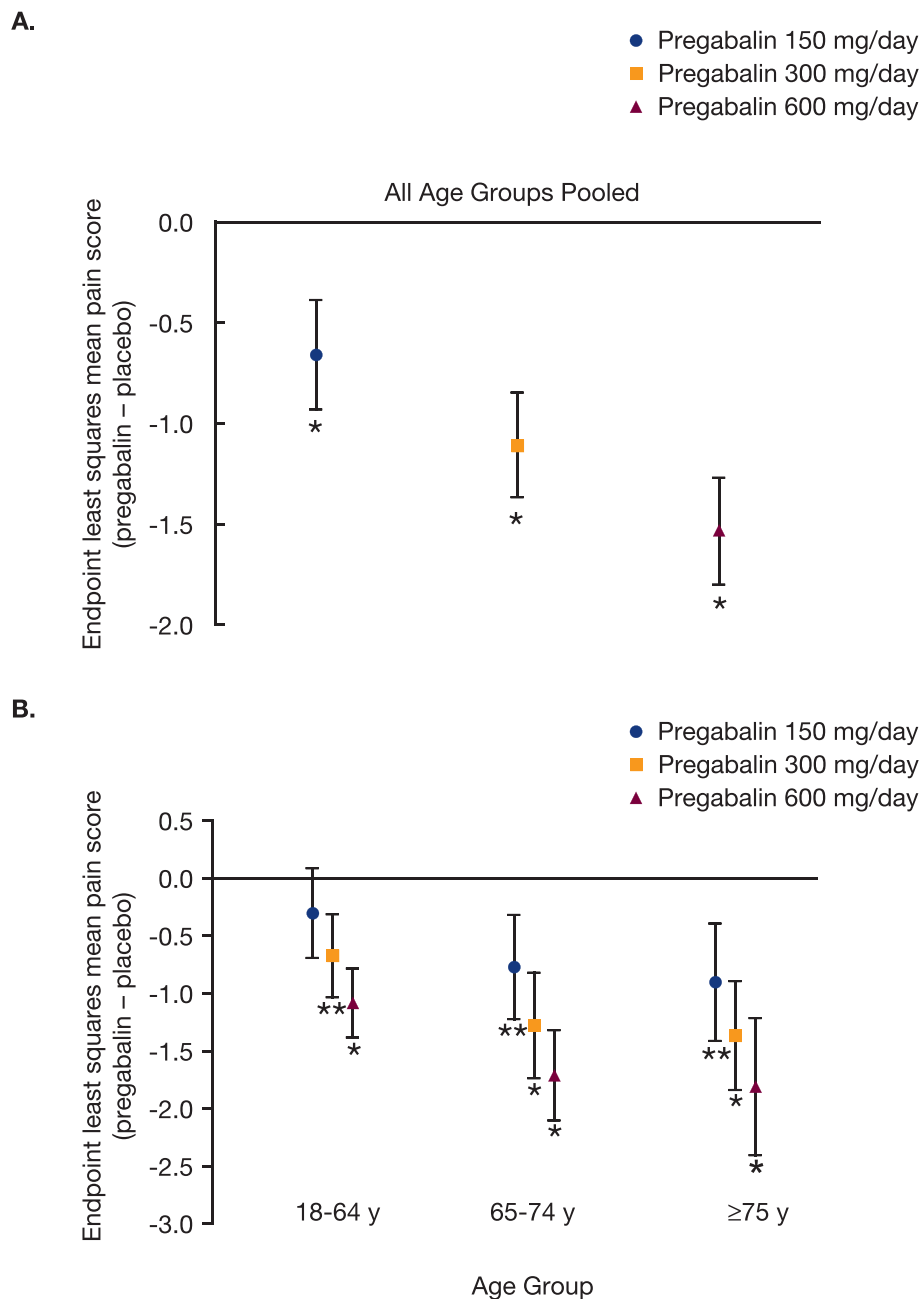 A.
Pregabalin 150 mg/day
Pregabalin 300 mg/day
Pregabalin 600 mg/day
All Age Groups Pooled
Endpoint least squares mean pain score
(pregabalin – placebo)
0.0
-0.5
-1.0
-1.5
-2.0
*
*
*
B.
Pregabalin 150 mg/day
Pregabalin 300 mg/day
Pregabalin 600 mg/day
Endpoint least squares mean pain score
(pregabalin – placebo)
0.5
0.0
-0.5
-1.0
-1.5
-2.0
-2.5
-3.0
**
*
**
*
*
**
*
*
18-64 y
65-74 y
≥75 y
Age Group